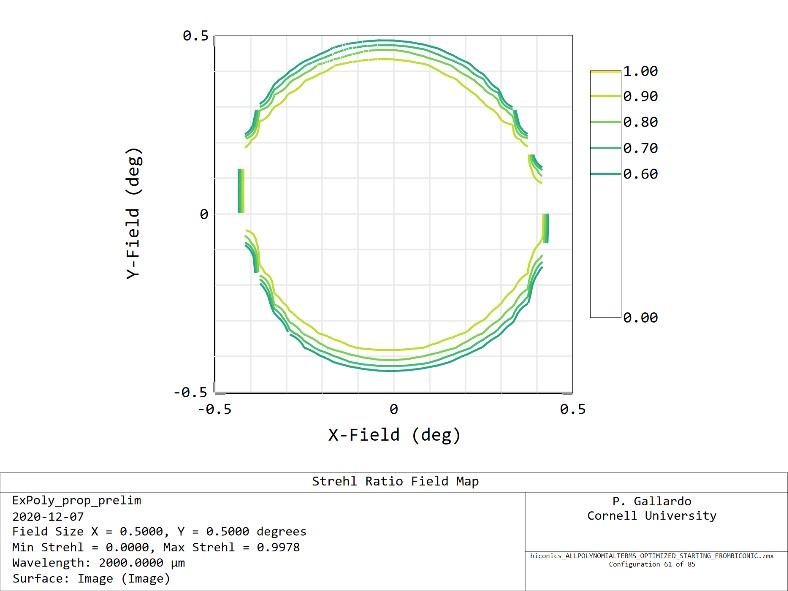 0.5
0
-0.5
Y-Field (deg)
-0.5
0
0.5
X-Field (deg)
1.00
0.90
0.80
0.70
0.60
0.00
Strehl Ratio Field Map
ExPoly_prop_prelim
2020-12-07
Field Size X = 0.5000, Y = 0.5000 degrees
Min Strehl = 0.0000, Max Strehl = 0.9978
Wavelength: 2000.0000 µm
Surface: Image (Image)
P. Gallardo
Cornell University
biconics_ALLPOLYNOMIALTERMS_OPTIMIZED_STARTING_FROMBICONIC.zmx
Configuration 61 of 85